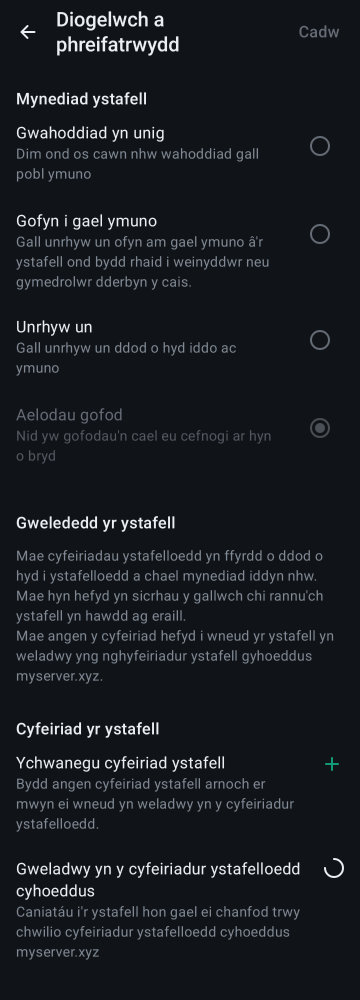 Diogelwch a
phreifatrwydd
Cadw
Mynediad ystafell
Gwahoddiad yn unig
Dim ond os cawn nhw wahoddiad gall
pobl ymuno
Gofyn i gael ymuno
Gall unrhyw un ofyn am gael ymuno â'r
ystafell ond bydd rhaid i weinyddwr neu
gymedrolwr dderbyn y cais.
Unrhyw un
Gall unrhyw un ddod o hyd iddo ac
ymuno
Aelodau gofod
Nid yw gofodau'n cael eu cefnogi ar hyn
o bryd
Gwelededd yr ystafell
Mae cyfeiriadau ystafelloedd yn ffyrdd o ddod o
hyd i ystafelloedd a chael mynediad iddyn nhw.
Mae hyn hefyd yn sicrhau y gallwch chi rannu'ch
ystafell yn hawdd ag eraill.
Mae angen y cyfeiriad hefyd i wneud yr ystafell yn
weladwy yng nghyfeiriadur ystafell gyhoeddus
myserver.xyz.
Cyfeiriad yr ystafell
Ychwanegu cyfeiriad ystafell
Bydd angen cyfeiriad ystafell arnoch er
mwyn ei wneud yn weladwy yn y cyfeiriadur
ystafelloedd.
Gweladwy yn y cyfeiriadur ystafelloedd
cyhoeddus
Caniatáu i'r ystafell hon gael ei chanfod trwy
chwilio cyfeiriadur ystafelloedd cyhoeddus
myserver.xyz